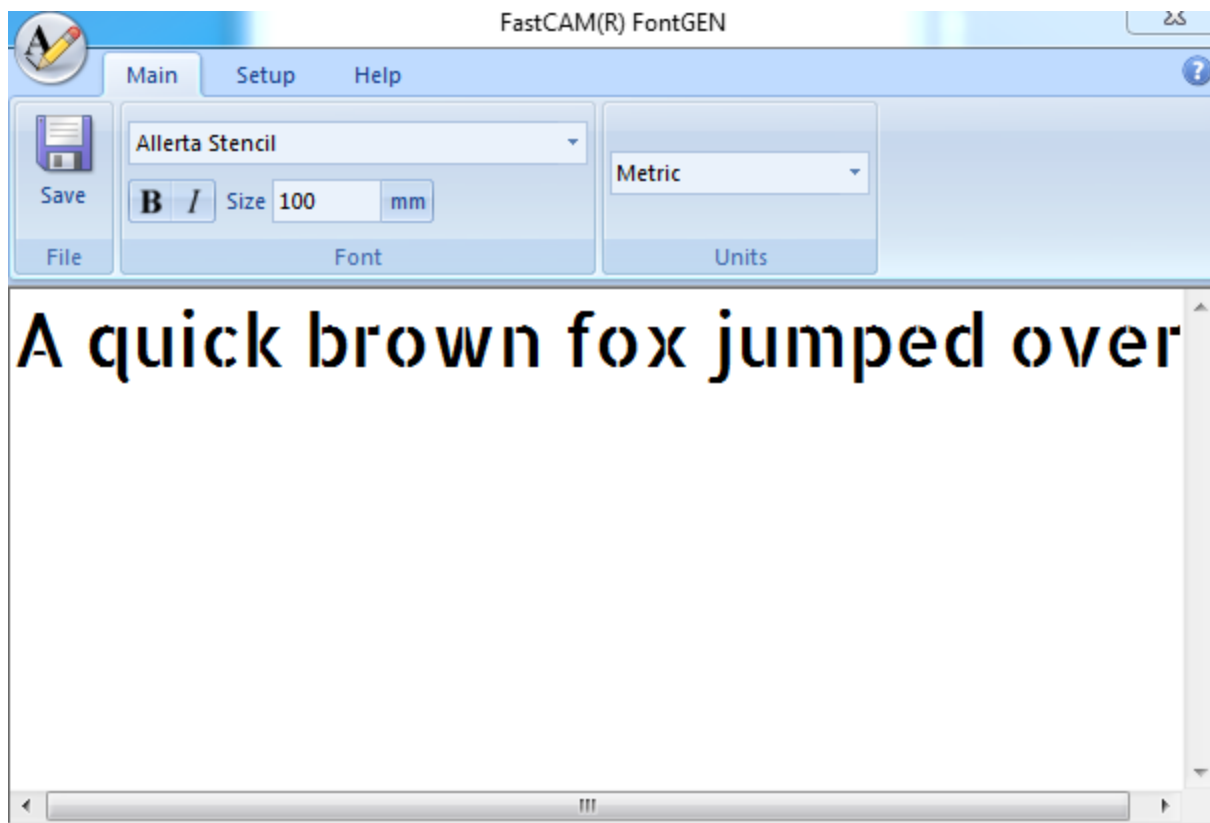 FastCAM(R) FontGEN
Main Setup Help
Allerta Stencil
Metric
Save
B I Size 100 mm
File Font Units
A quick brown fox jumped over